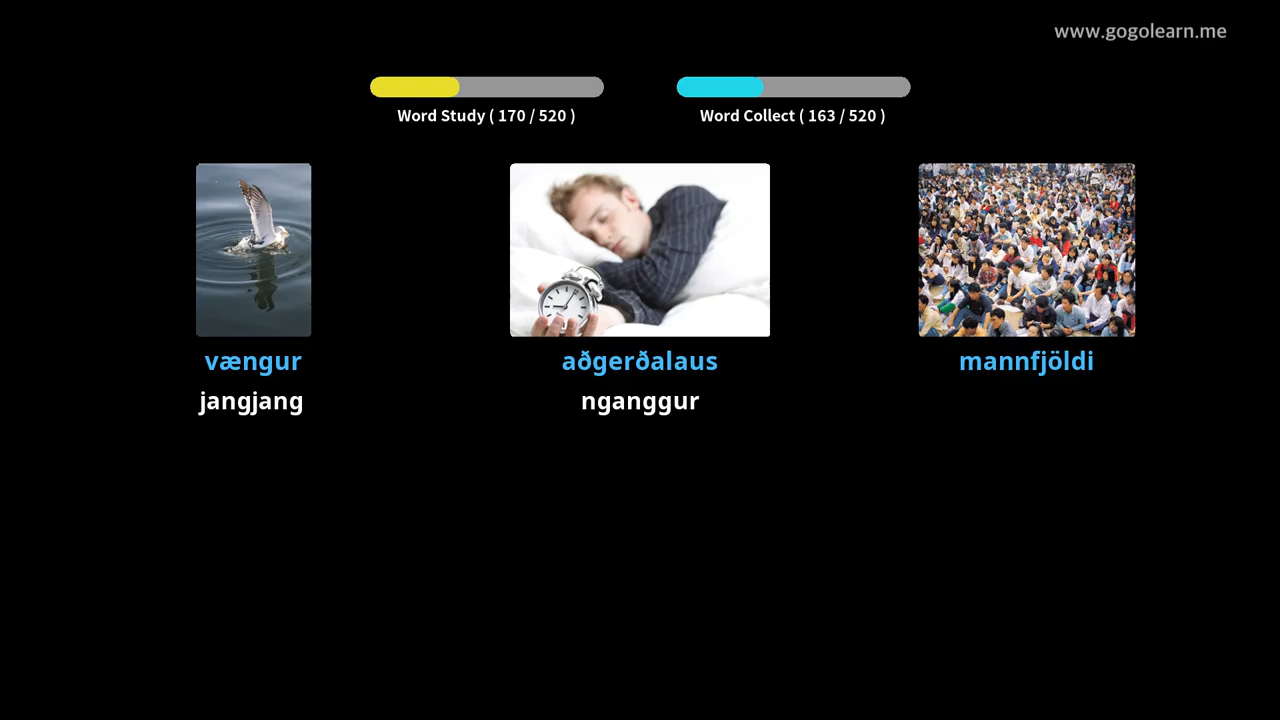 www.gogolearn.me
Word Study ( 170 / 520 )
Word Collect ( 163 / 520 )
vængur
aðgerðalaus
mannfjöldi
jangjang
nganggur